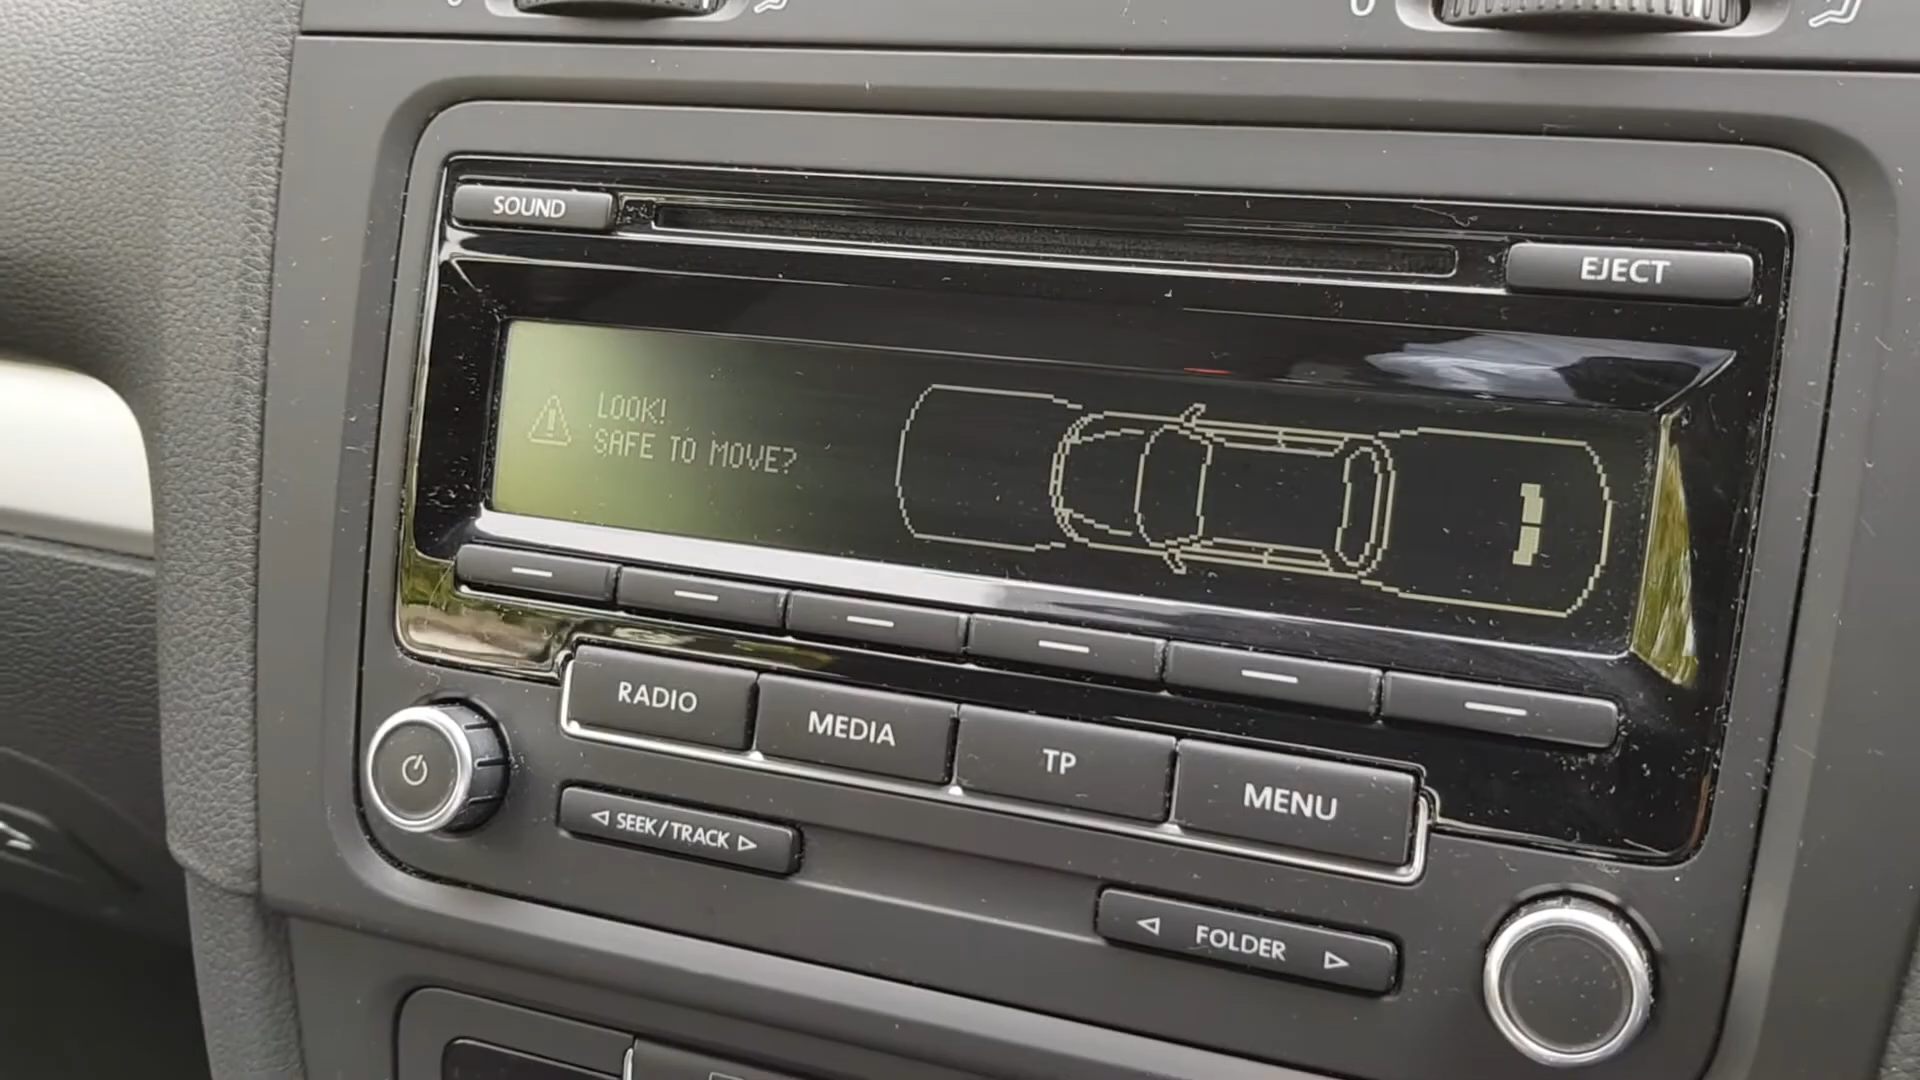 SOUND
EJECT
LOOK!
SAFE TO MOVE?
RADIO
MEDIA
TP
MENU
SEEK/TRACK
FOLDER